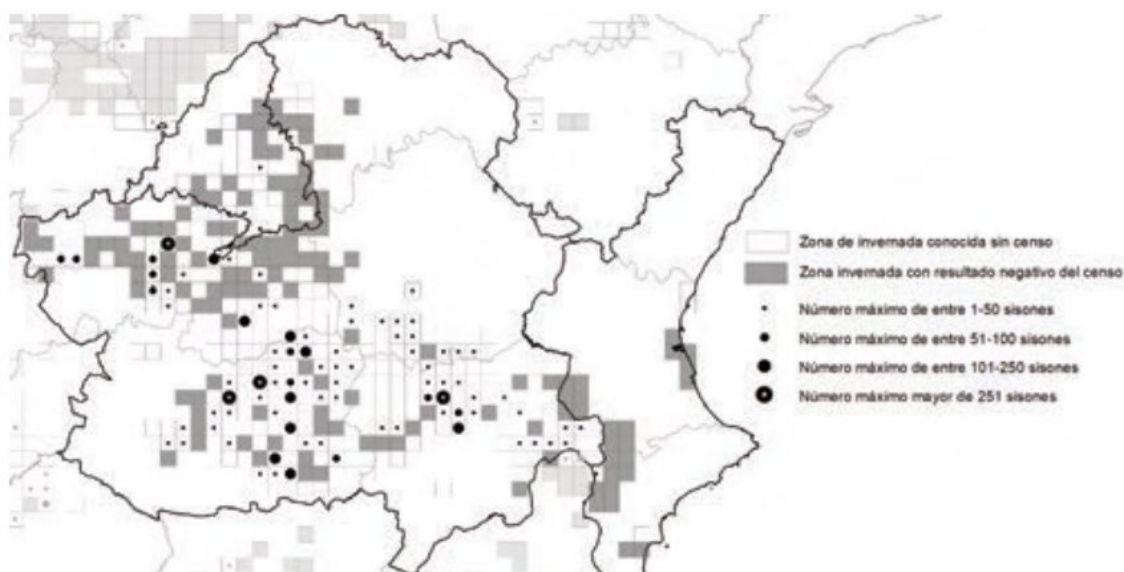 Zona de invernada conocida sin censo
Zona invernada con resultado negativo del censo
Número máximo de entre 1-50 sisones
Número máximo de entre 51-100 sisones
Número máximo de entre 101-250 sisones
Número máximo mayor de 251 sisones